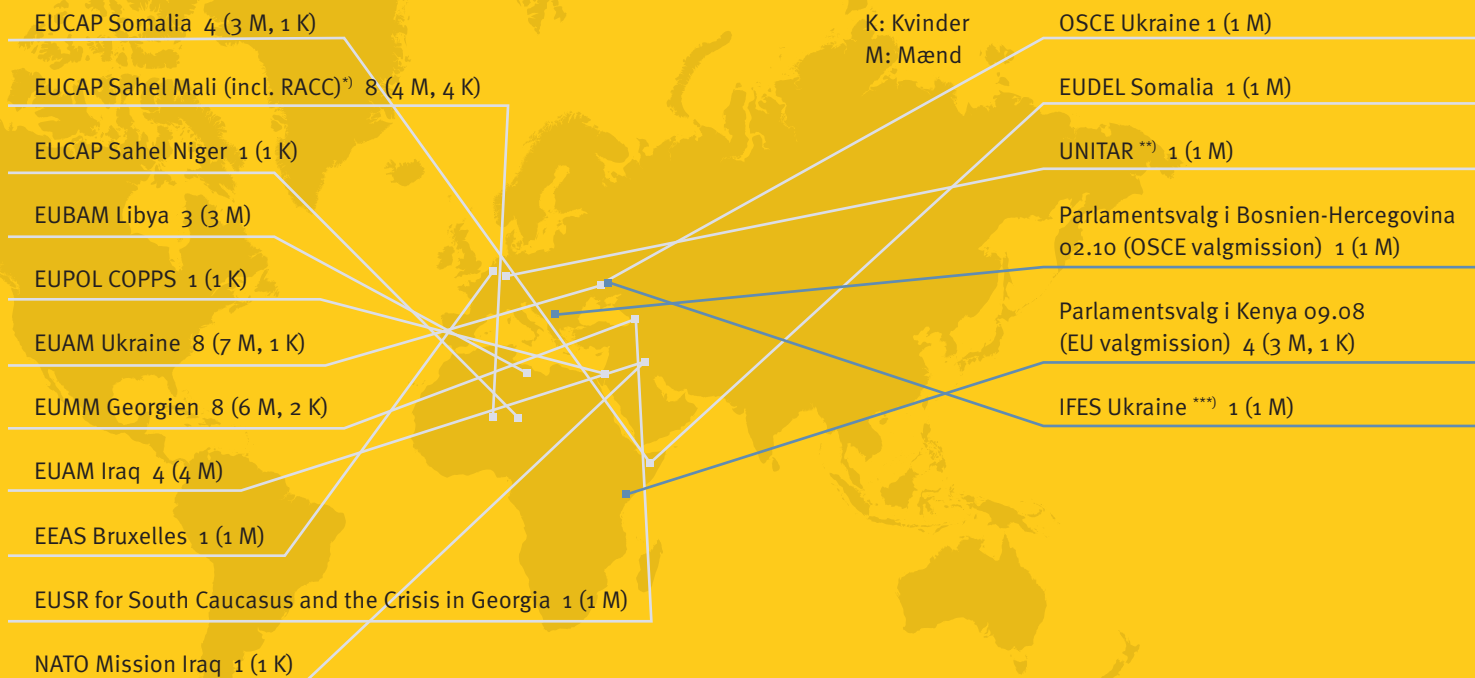 EUCAP Somalia 4 (3 M, 1 K)
EUCAP Sahel Mali (incl. RACC)*) 8 (4 M, 4 K)
EUCAP Sahel Niger 1 (1 K)
EUBAM Libya 3 (3 M)
EUPOL COPPS 1 (1 K)
EUAM Ukraine 8 (7 M, 1 K)
EUMM Georgien 8 (6 M, 2 K)
EUAM Iraq 4 (4 M)
EEAS Bruxelles 1 (1 M)
EUSR for South Caucasus and the Crisis in Georgia 1 (1 M)
NATO Mission Iraq 1 (1 K)
K: Kvinder
M: Mænd
OSCE Ukraine 1 (1 M)
EUDEL Somalia 1 (1 M)
UNITAR **) 1 (1 M)
Parlamentsvalg i Bosnien-Hercegovina
02.10 (OSCE valgmission) 1 (1 M)
Parlamentsvalg i Kenya 09.08
(EU valgmission) 4 (3 M, 1 K)
IFES Ukraine ***) 1 (1 M)